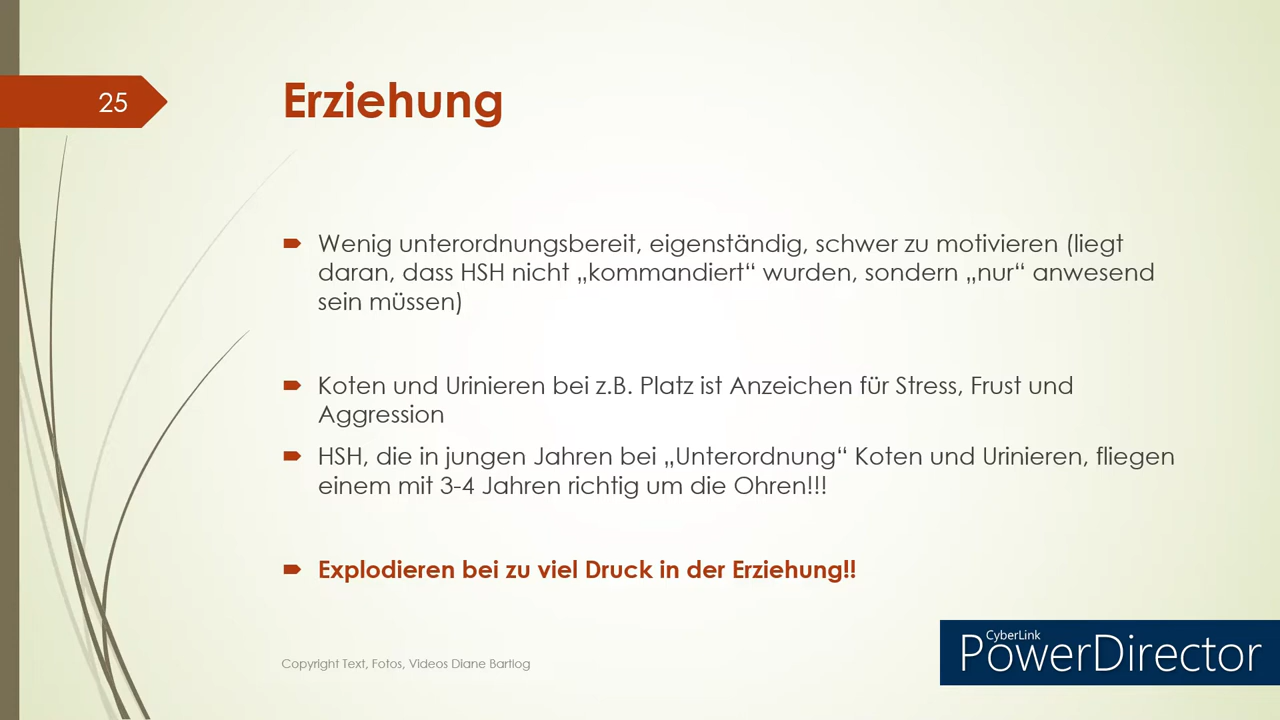 25
Erziehung
Wenig unterordnungsbereit, eigenständig, schwer zu motivieren (liegt
daran, dass HSH nicht „kommandiert“ wurden, sondern „nur“ anwesend
sein müssen)
Koten und Urinieren bei z.B. Platz ist Anzeichen für Stress, Frust und
Aggression
HSH, die in jungen Jahren bei „Unterordnung“ Koten und Urinieren, fliegen
einem mit 3-4 Jahren richtig um die Ohren!!!
Explodieren bei zu viel Druck in der Erziehung!!
Copyright Text, Fotos, Videos Diane Bartlog
CyberLink
PowerDirector